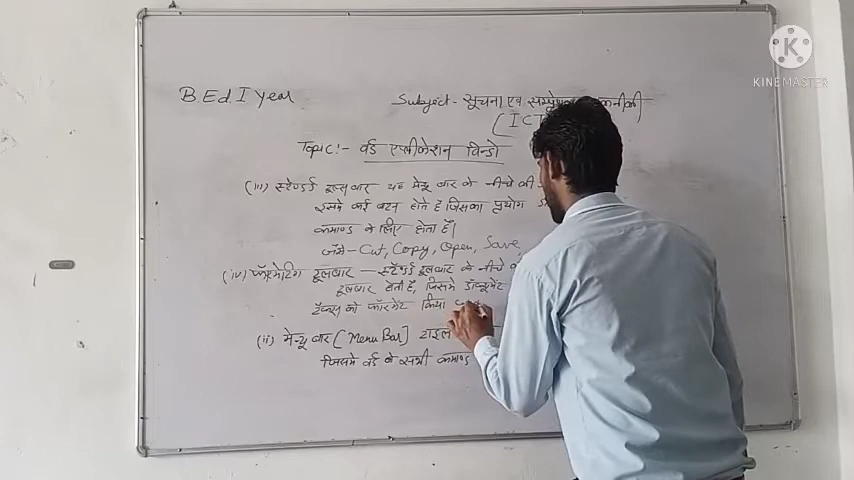 B.Ed. I Year
Subject - सूचना एवं सम्प्रेषण तकनीकी
(ICT
Topic:- वर्ड एप्लीकेशन विन्डो
(iii) स्टैण्डर्ड टूलबार यह मेन्यू बार के नीचे की
इसमे कई बटन होते है जिसका प्रयोग
कमाण्ड के लिए होता है।
जैसे - Cut, Copy, Open, Save,
(iv) फॉरमेटिंग टूलबार - स्टैण्डर्ड टूलबार के नीचे
टूलबार होती है, जिसमे डॉक्यूमेंट
टैक्स्ट को फॉरमेट किया
(ii) मेन्यू बार [Menu Bar] टाइटल
जिसमे वर्ड के सभी कमाण्ड
KINEMASTER